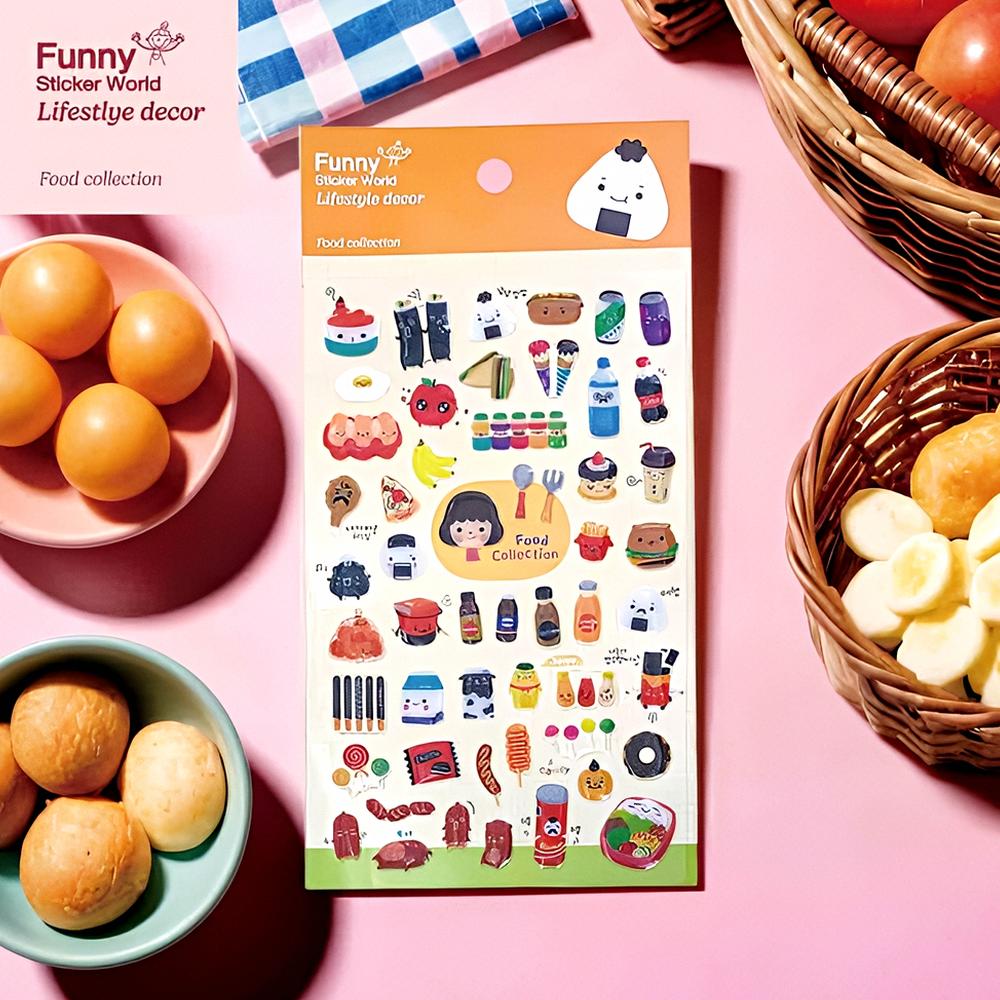 Funny
Sticker World
Lifestlye decor
Food collection
Funny
Sticker World
Lifestyle decor
Food collection
Food
Collection